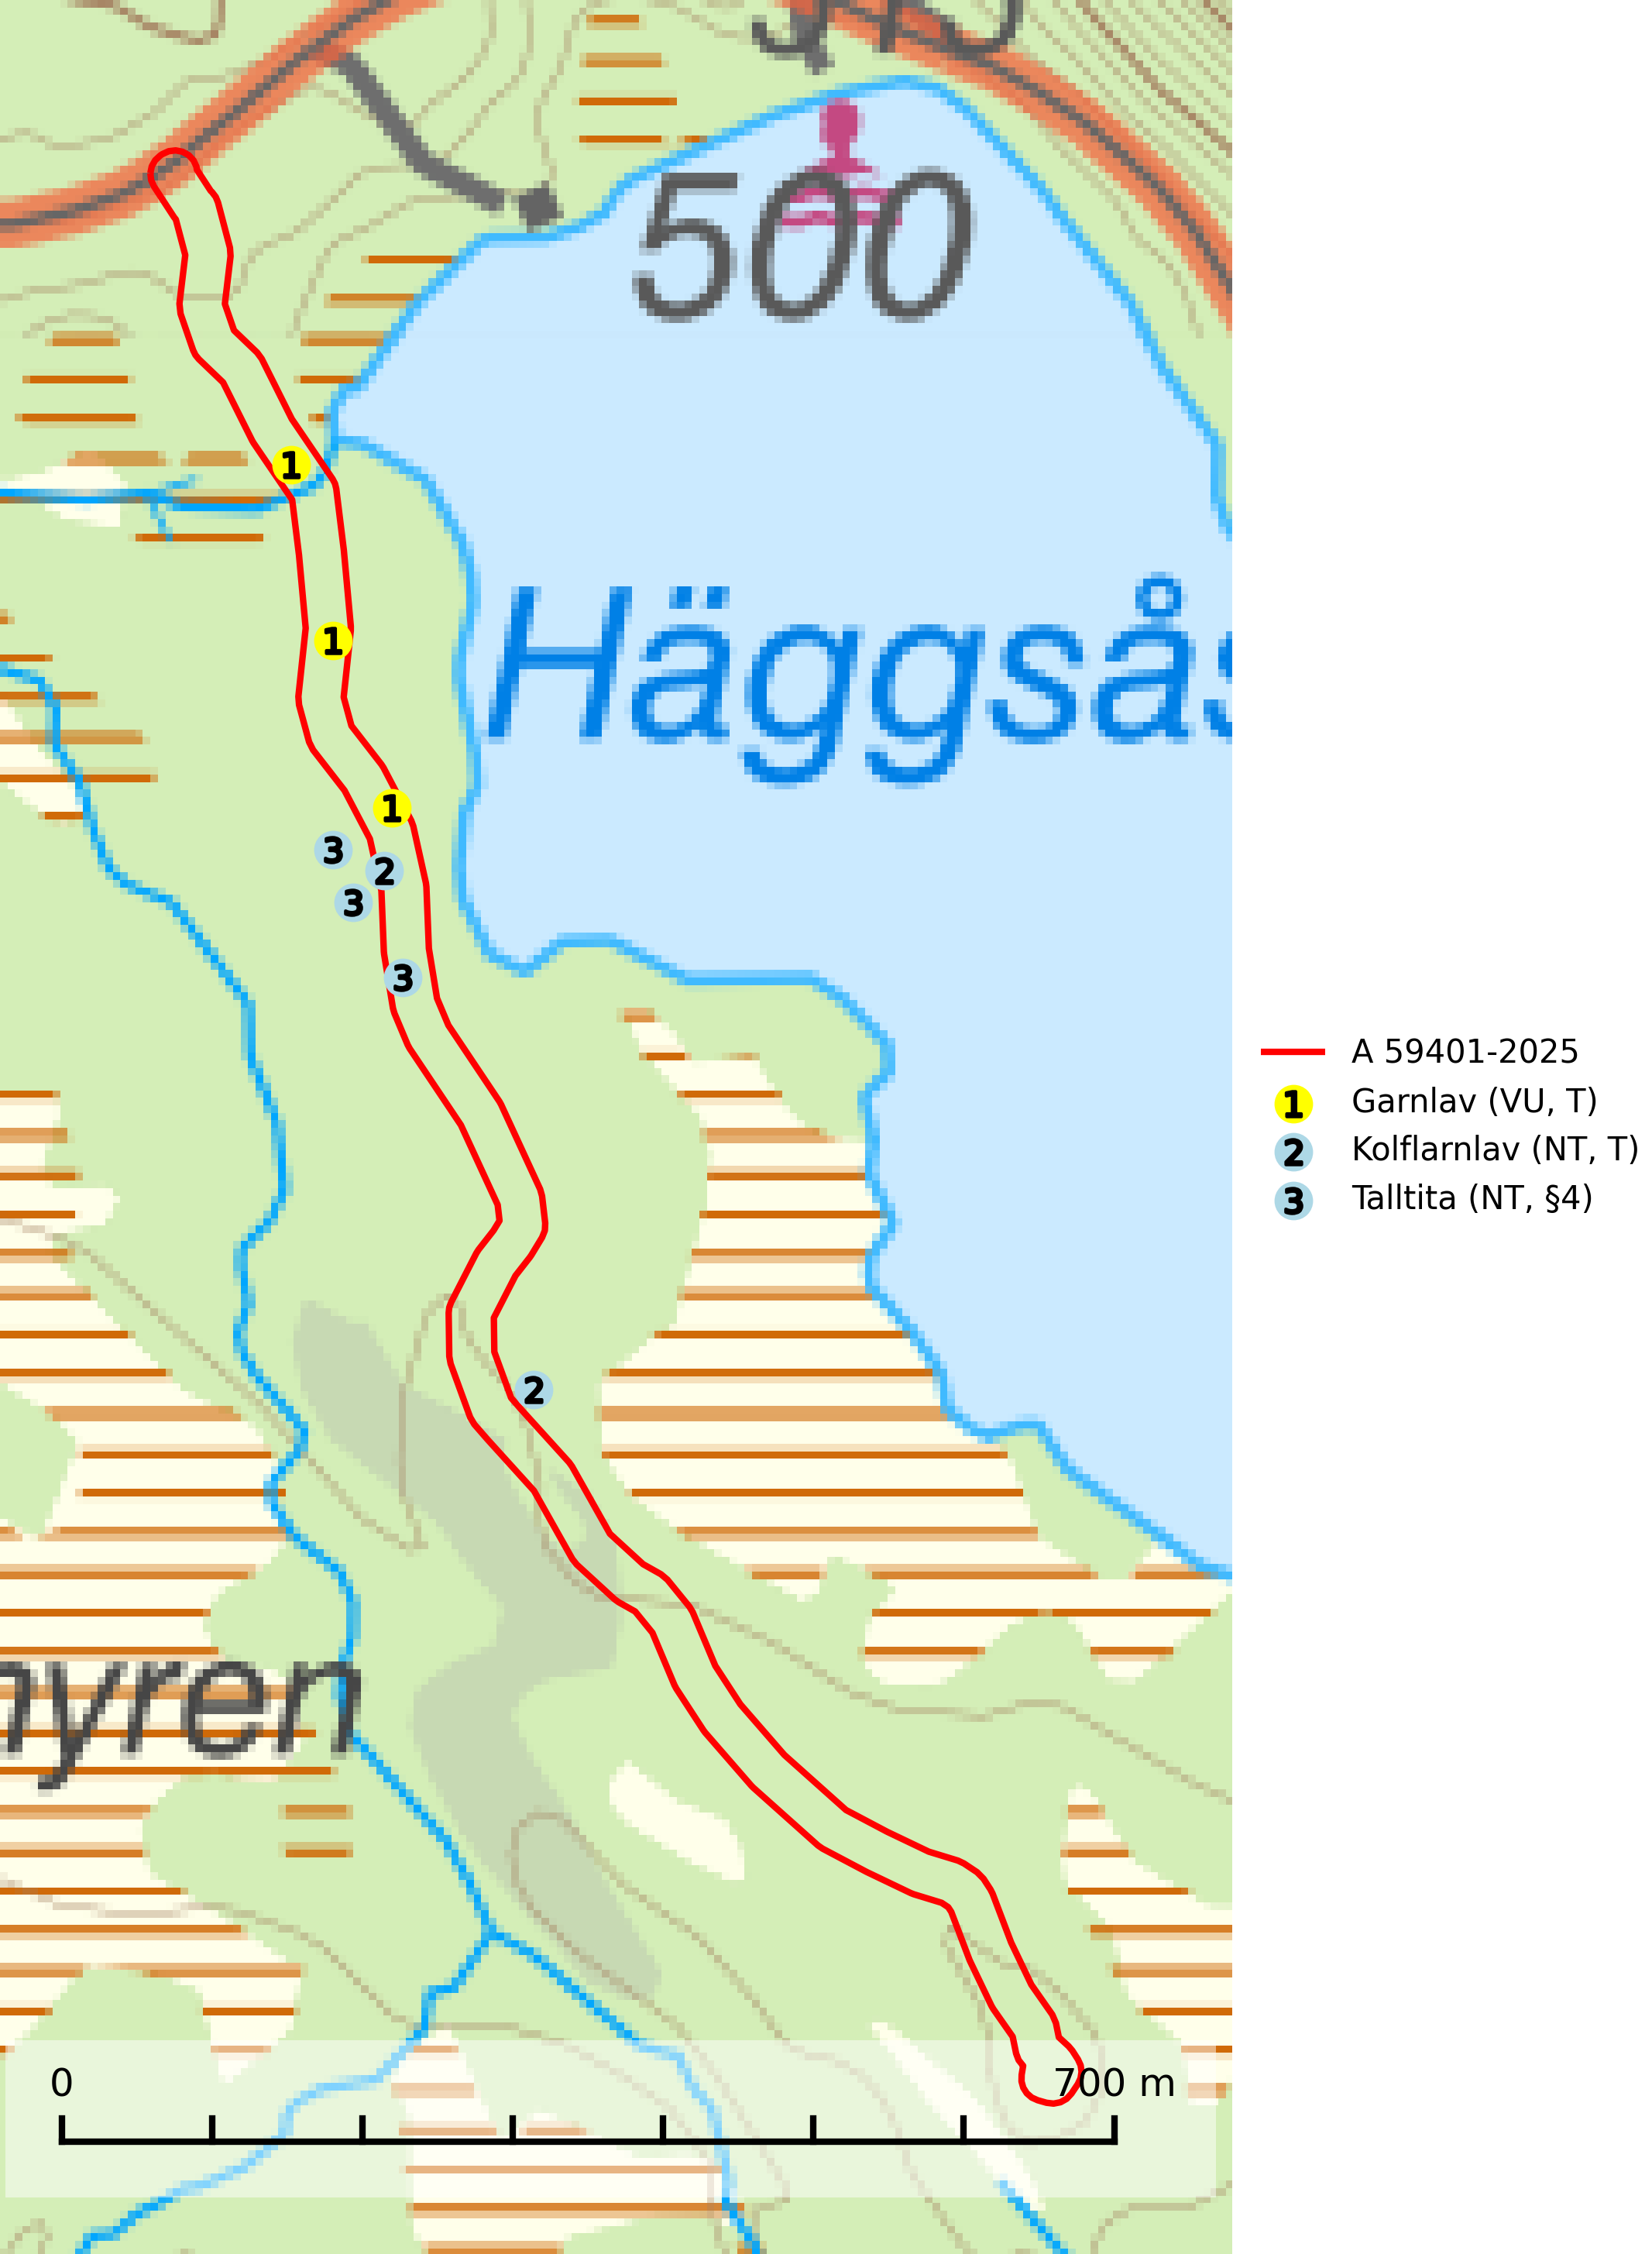 500
Häggså
1
1
1
3
2
3
3
A 59401-2025
1 Garnlav (VU, T)
2 Kolflarnlav (NT, T)
3 Talltita (NT, §4)
2
myren
0 700 m